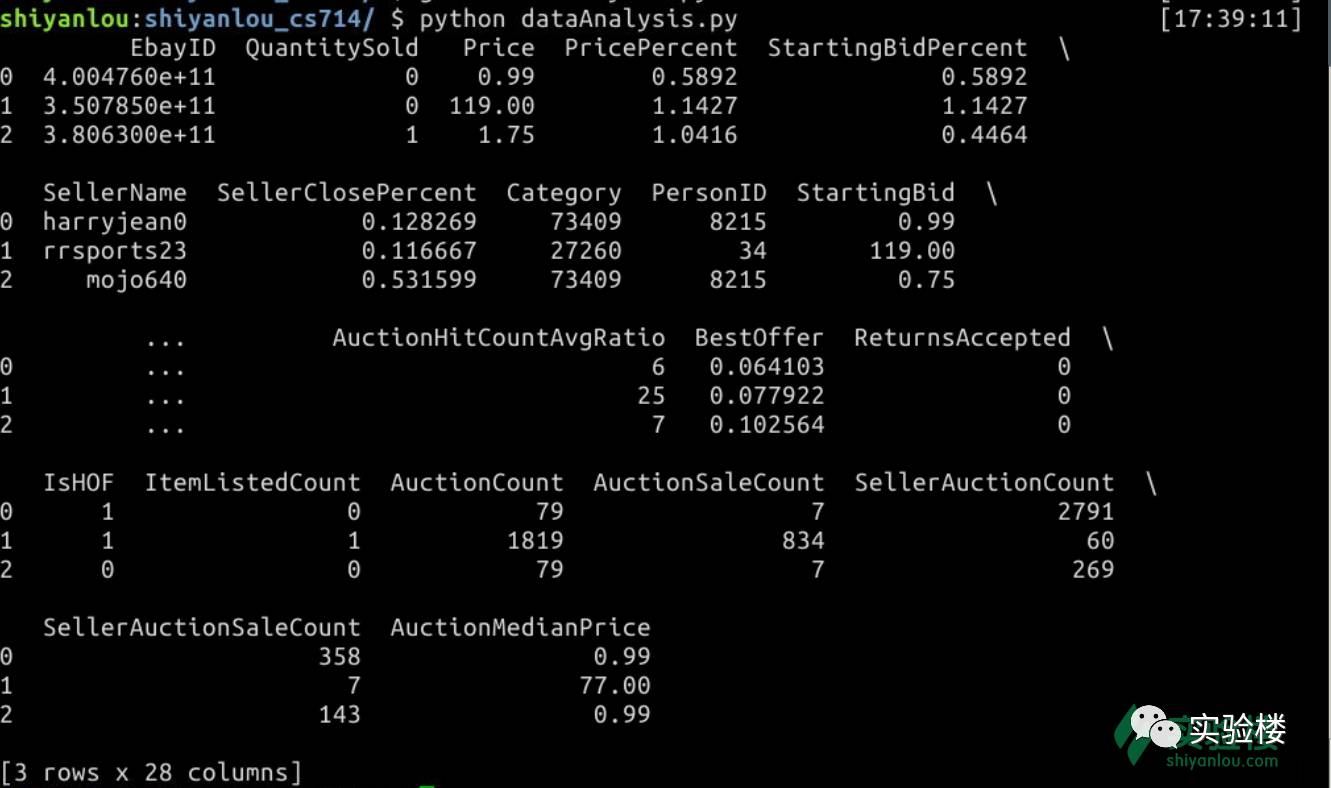 shiyanlou:shiyanlou_cs714/ $ python dataAnalysis.py [17:39:11]
EbayID QuantitySold Price PricePercent StartingBidPercent \
0 4.004760e+11 0 0.99 0.5892 0.5892
1 3.507850e+11 0 119.00 1.1427 1.1427
2 3.806300e+11 1 1.75 1.0416 0.4464
SellerName SellerClosePercent Category PersonID StartingBid \
0 harryjean0 0.128269 73409 8215 0.99
1 rrsports23 0.116667 27260 34 119.00
2 mojo640 0.531599 73409 8215 0.75
... AuctionHitCountAvgRatio BestOffer ReturnsAccepted \
0 ... 6 0.064103 0
1 ... 25 0.077922 0
2 ... 7 0.102564 0
IsHOF ItemListedCount AuctionCount AuctionSaleCount SellerAuctionCount \
0 1 0 79 7 2791
1 1 1 1819 834 60
2 0 0 79 7 269
SellerAuctionSaleCount AuctionMedianPrice
0 358 0.99
1 7 77.00
2 143 0.99
[3 rows x 28 columns]
实验楼
实验楼
shiyanlou.com